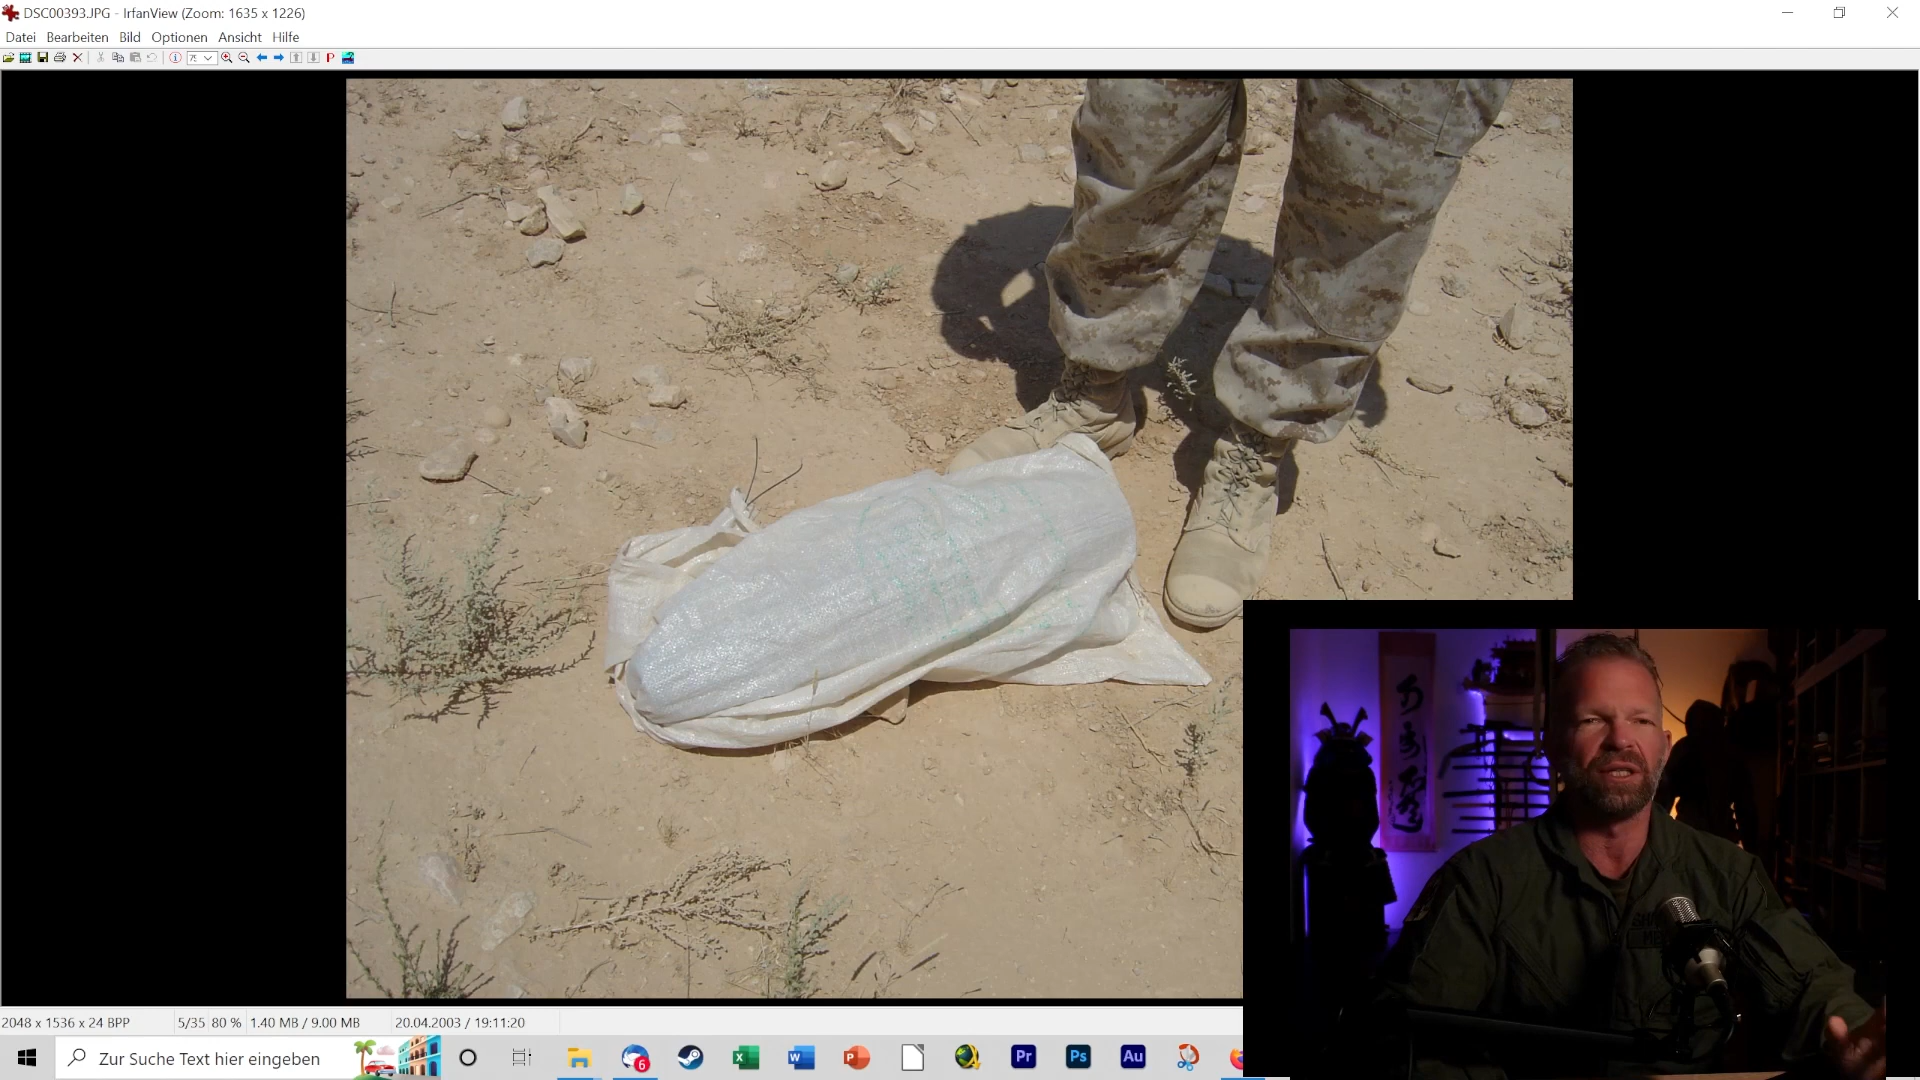 DSC00393.JPG - IrfanView (Zoom: 1635 x 1226)
Datei Bearbeiten Bild Optionen Ansicht Hilfe
2048 x 1536 x 24 BPP 5/35 80 % 1.40 MB / 9.00 MB 20.04.2003 / 19:11:20
Zur Suche Text hier eingeben
6
Pr Ps Au